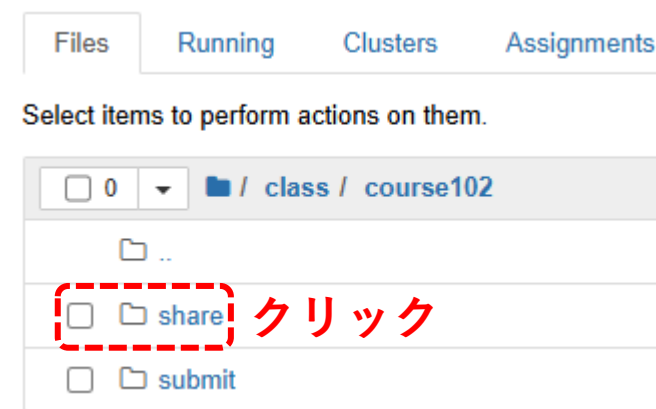 Files Running Clusters Assignments
Select items to perform actions on them.
0 / class / course102
..
share クリック
submit